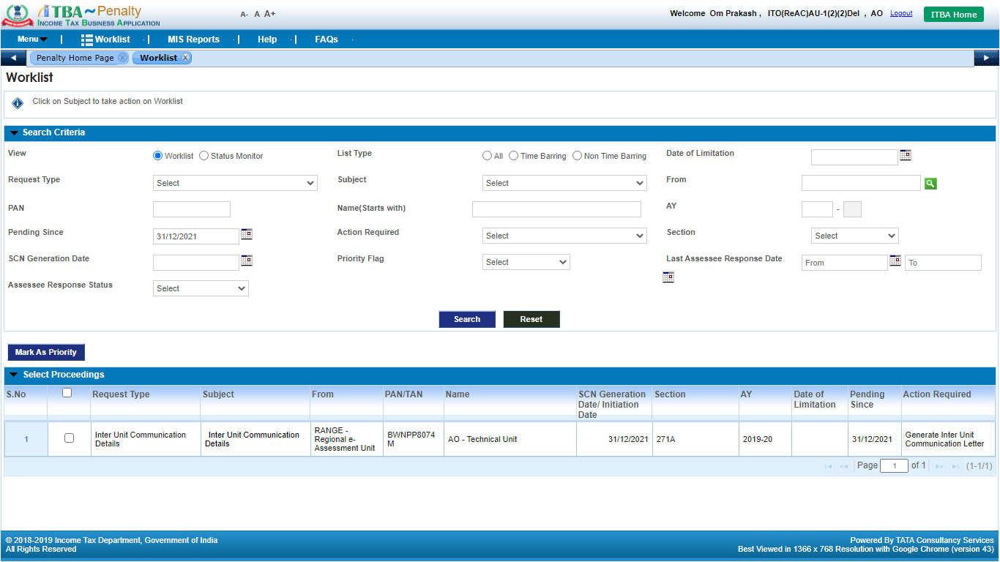 ITBA ~ Penalty
INCOME TAX BUSINESS APPLICATION
A- A A+
Welcome Om Prakash , ITO(ReAC)AU-1(2)(2)Del , AO Logout ITBA Home
Menu | Worklist | MIS Reports | Help | FAQs
Penalty Home Page Worklist
Worklist
Click on Subject to take action on Worklist
Search Criteria
View Worklist Status Monitor List Type All Time Barring Non Time Barring Date of Limitation
Request Type Select Subject Select From
PAN Name(Starts with) AY -
Pending Since 31/12/2021 Action Required Select Section Select
SCN Generation Date Priority Flag Select Last Assessee Response Date From To
Assessee Response Status Select
Search Reset
Mark As Priority
Select Proceedings
S.No Request Type Subject From PAN/TAN Name SCN Generation Section AY Date of Pending Action Required
Date/ Initiation Limitation Since
Date
RANGE -
1 Inter Unit Communication Inter Unit Communication Regional e- BWNPP8074 AO - Technical Unit 31/12/2021 271A 2019-20 31/12/2021 Generate Inter Unit
Details Details Assessment Unit M Communication Letter
Page 1 of 1 (1-1/1)
© 2018-2019 Income Tax Department, Government of India Powered By TATA Consultancy Services
All Rights Reserved Best Viewed in 1366 x 768 Resolution with Google Chrome (version 43)